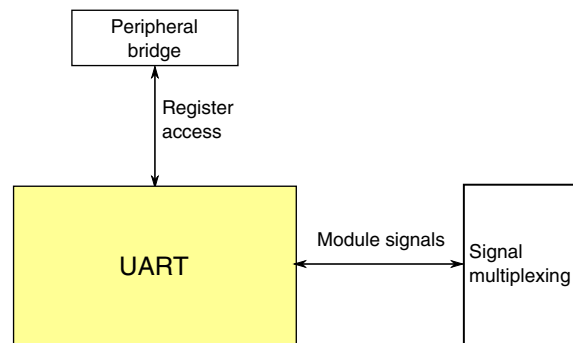 Peripheral
bridge
Register
access
UART
Module signals
Signal
multiplexing